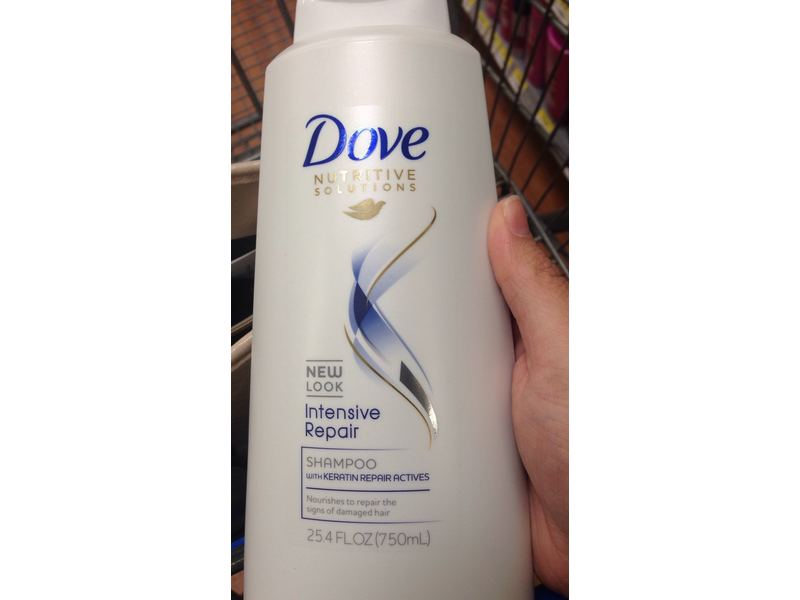 Dove
NUTRITIVE
SOLUTIONS
NEW
LOOK
Intensive
Repair
SHAMPOO
WITH KERATIN REPAIR ACTIVES
Nourishes to repair the
signs of damaged hair
25.4 FL OZ (750mL)